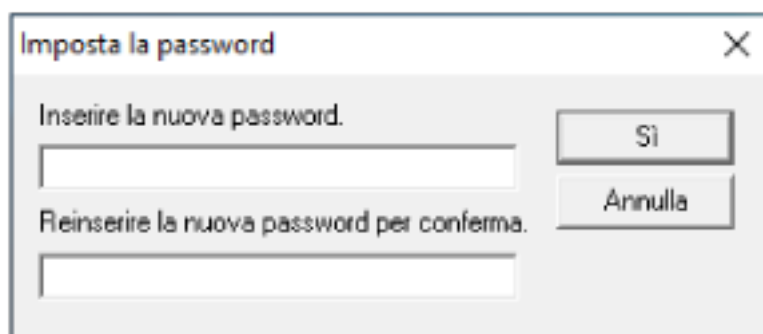 Imposta la password
Inserire la nuova password.
Sì
Annulla
Reinserire la nuova password per conferma.